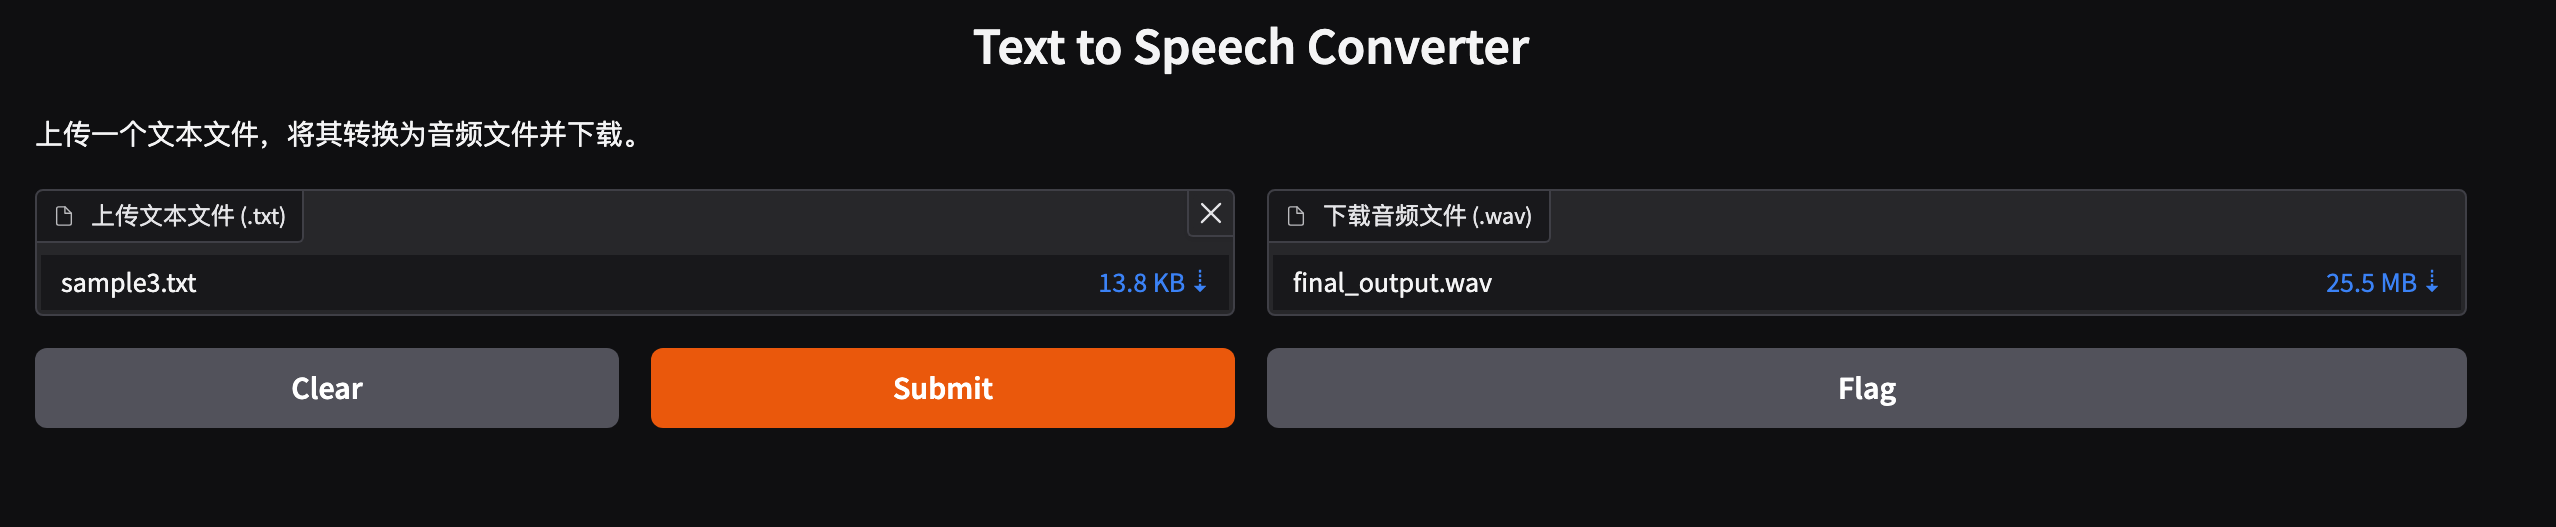 Text to Speech Converter
上传一个文本文件，将其转换为音频文件并下载。
上传文本文件 (.txt)
sample3.txt
13.8 KB ⇣
下载音频文件 (.wav)
final_output.wav
25.5 MB ⇣
Clear
Submit
Flag